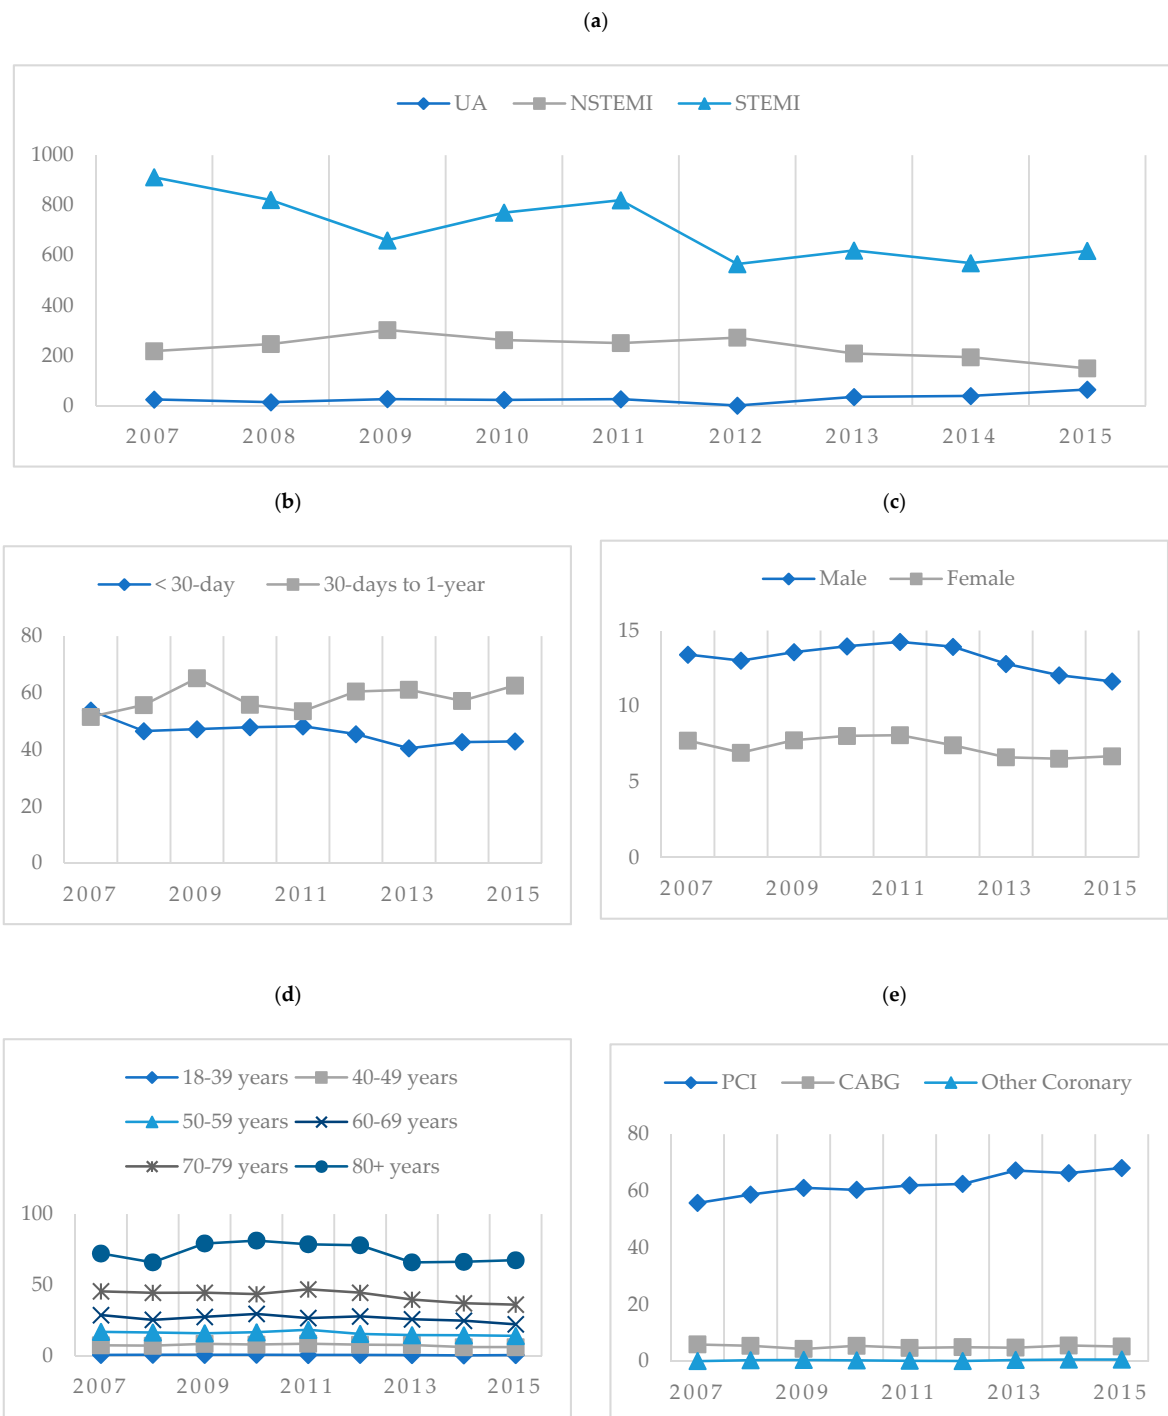 (a)
UA NSTEMI STEMI
1000
800
600
400
200
0
2007 2008 2009 2010 2011 2012 2013 2014 2015
(b)
< 30-day 30-days to 1-year
80
60
40
20
0
2007 2009 2011 2013 2015
(c)
Male Female
15
10
5
0
2007 2009 2011 2013 2015
(d)
18-39 years 40-49 years
50-59 years 60-69 years
70-79 years 80+ years
100
50
0
2007 2009 2011 2013 2015
(e)
PCI CABG Other Coronary
80
60
40
20
0
2007 2009 2011 2013 2015